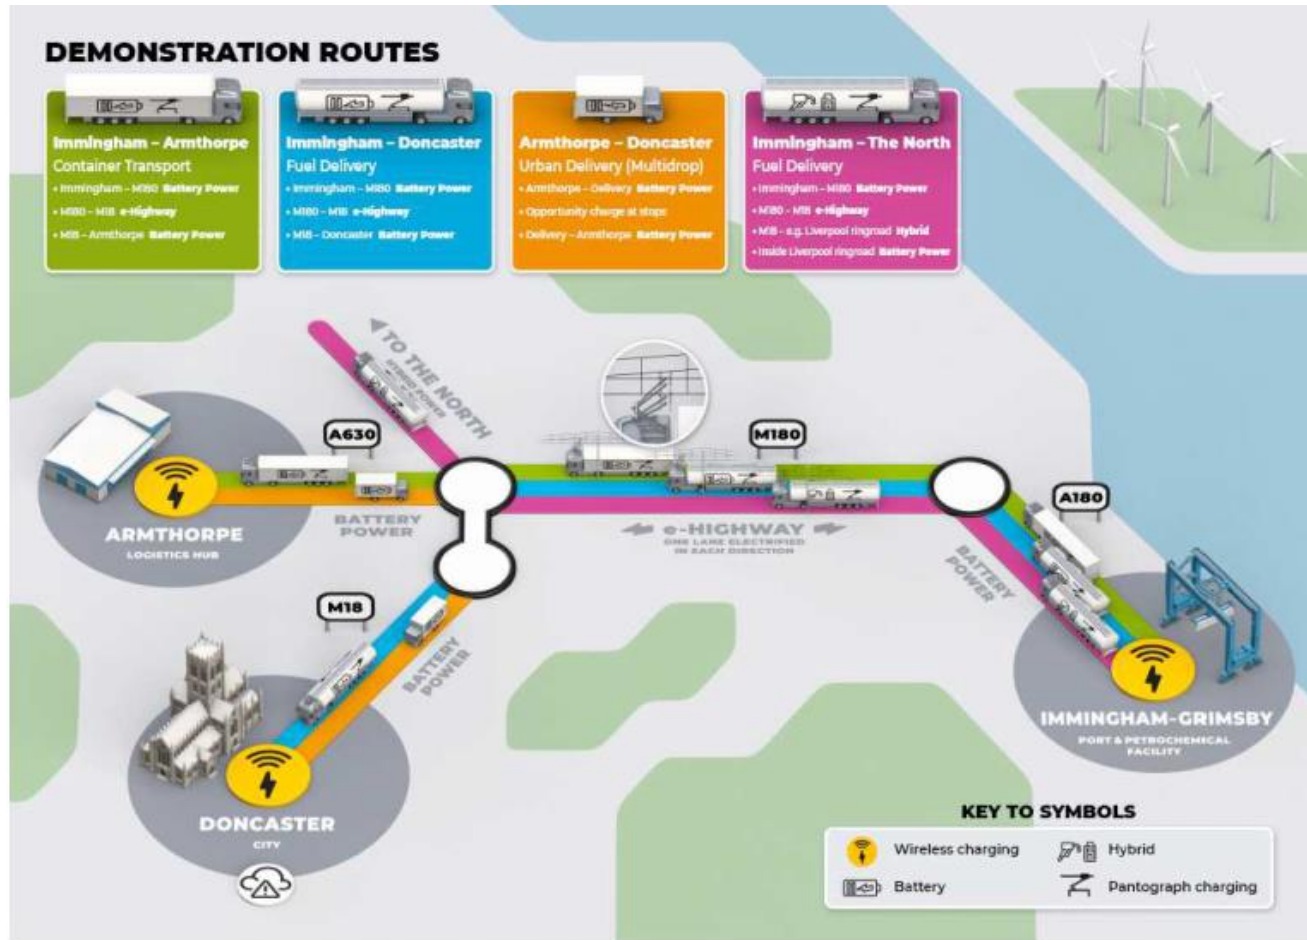 DEMONSTRATION ROUTES
Immingham – Armthorpe
Container Transport
• Immingham – M180 Battery Power
• M180 – M18 e-Highway
• M18 – Armthorpe Battery Power
Immingham – Doncaster
Fuel Delivery
• Immingham – M180 Battery Power
• M180 – M18 e-Highway
• M18 – Doncaster Battery Power
Armthorpe – Doncaster
Urban Delivery (Multidrop)
• Armthorpe – Delivery Battery Power
• Opportunity charge at stops
• Delivery – Armthorpe Battery Power
Immingham – The North
Fuel Delivery
• Immingham – M180 Battery Power
• M180 – M18 e-Highway
• M18 – e.g. Liverpool ringroad Hybrid
• Inside Liverpool ringroad Battery Power
TO THE NORTH
HYBRID POWER
A630
M180
A180
BATTERY
POWER
e-HIGHWAY
ONE LANE ELECTRIFIED
IN EACH DIRECTION
BATTERY
POWER
ARMTHORPE
LOGISTICS HUB
M18
BATTERY
POWER
IMMINGHAM-GRIMSBY
PORT & PETROCHEMICAL
FACILITY
DONCASTER
CITY
KEY TO SYMBOLS
Wireless charging
Hybrid
Battery
Pantograph charging